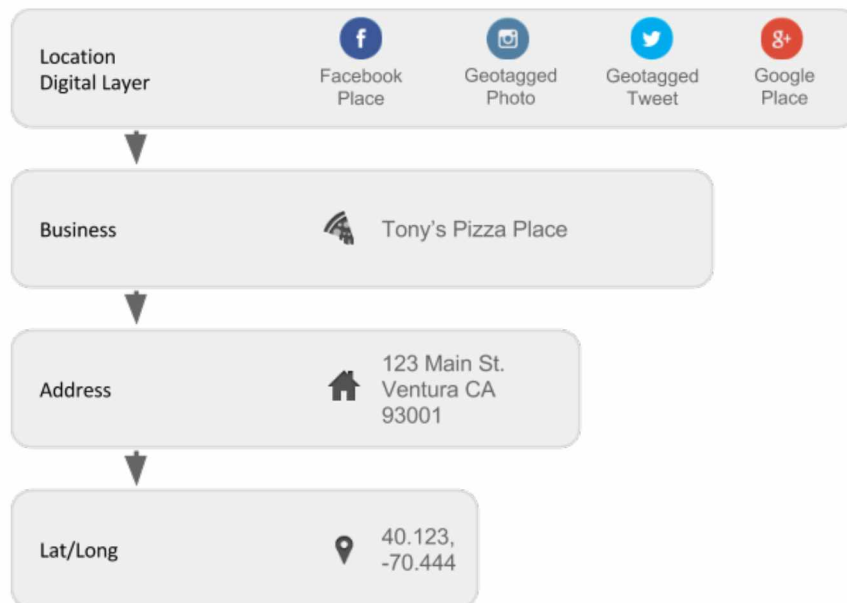 Location
Digital Layer
f
Facebook
Place
Geotagged
Photo
Geotagged
Tweet
g+
Google
Place
Business
Tony's Pizza Place
Address
123 Main St.
Ventura CA
93001
Lat/Long
40.123,
-70.444